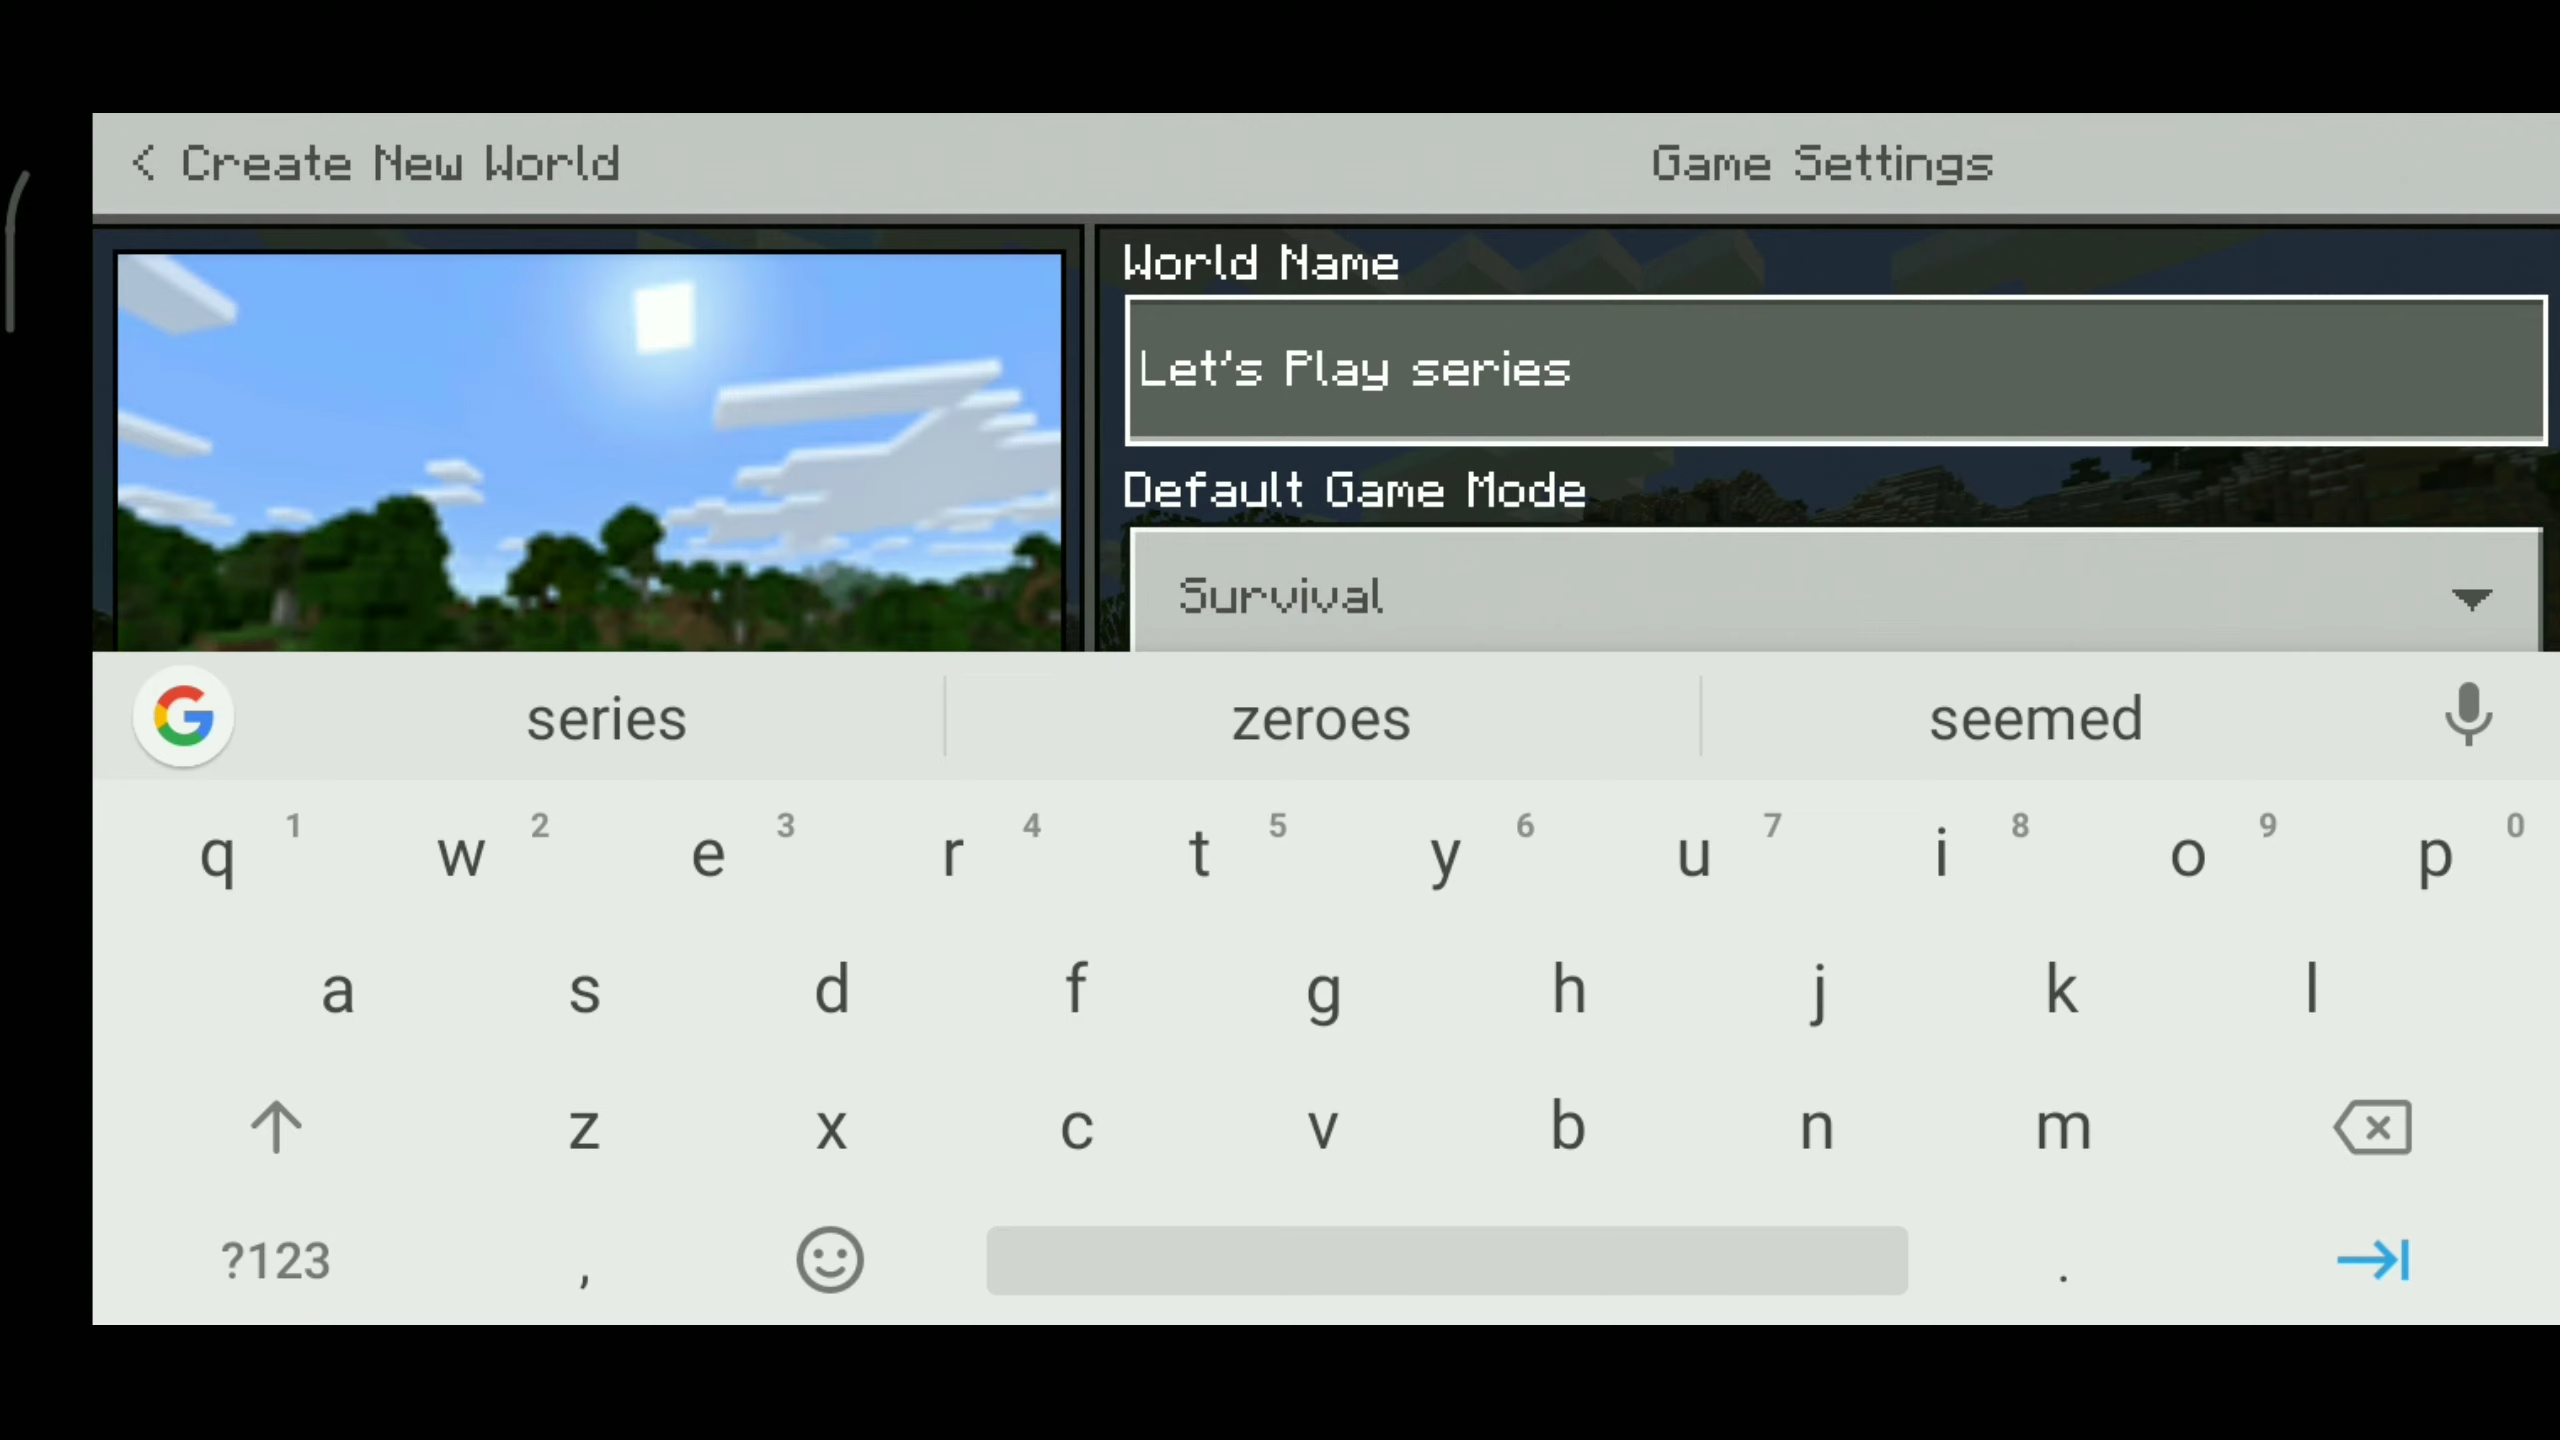 < Create New World
Game Settings
World Name
Let's Play series
Default Game Mode
Survival
series zeroes seemed
q 1 w 2 e 3 r 4 t 5 y 6 u 7 i 8 o 9 p 0
a s d f g h j k l
z x c v b n m
?123 , .